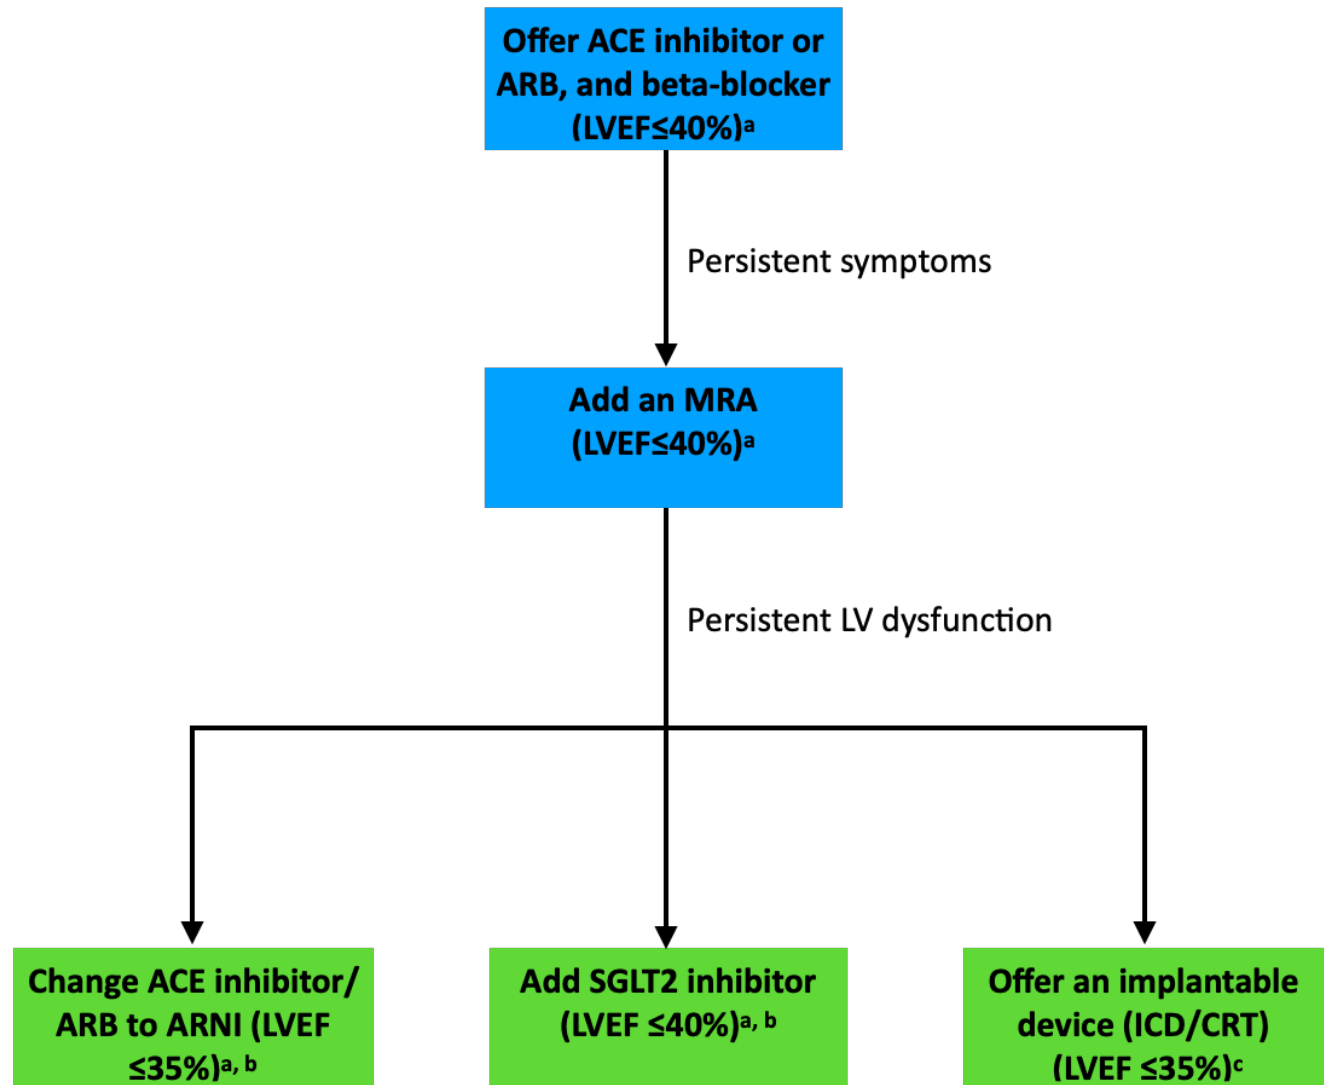 Offer ACE inhibitor or
ARB, and beta-blocker
(LVEF≤40%)ᵃ
Persistent symptoms
Add an MRA
(LVEF≤40%)ᵃ
Persistent LV dysfunction
Change ACE inhibitor/
ARB to ARNI (LVEF
≤35%)ᵃ, ᵇ
Add SGLT2 inhibitor
(LVEF ≤40%)ᵃ, ᵇ
Offer an implantable
device (ICD/CRT)
(LVEF ≤35%)ᶜ